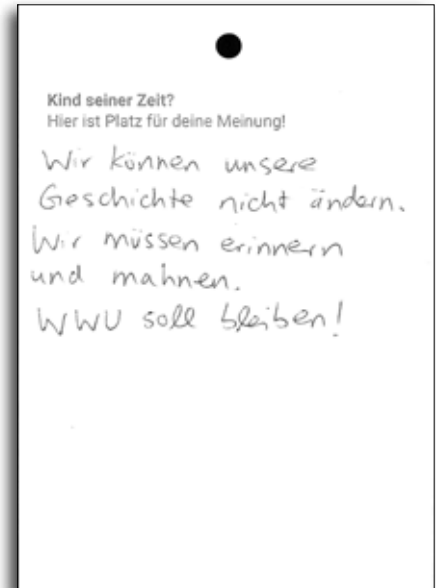 Kind seiner Zeit?
Hier ist Platz für deine Meinung!
Wir können unsere
Geschichte nicht ändern.
Wir müssen erinnern
und mahnen.
WWU soll bleiben!